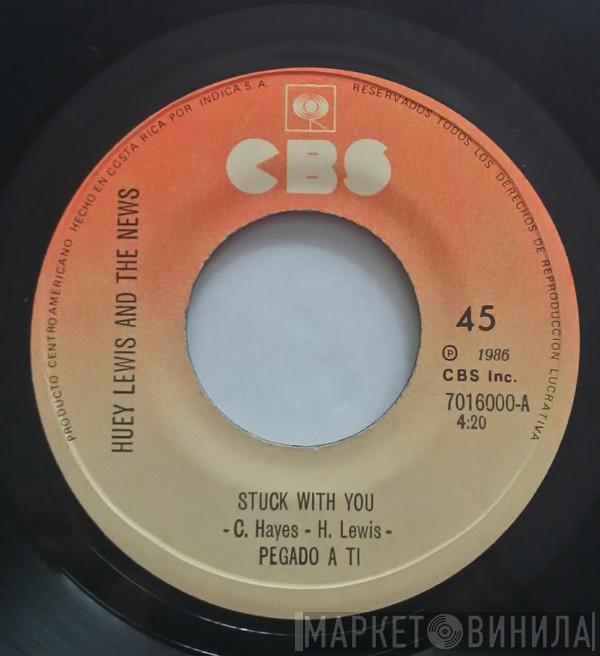 PRODUCTO CENTROAMERICANO HECHO EN COSTA RICA POR INDICA S.A.
RESERVADOS TODOS LOS DERECHOS DE REPRODUCCION LUCRATIVA
CBS
HUEY LEWIS AND THE NEWS
45
Ⓟ 1986
CBS Inc.
7016000-A
4:20
STUCK WITH YOU
- C. Hayes - H. Lewis -
PEGADO A TI
МАРКЕТ ВИНИЛА